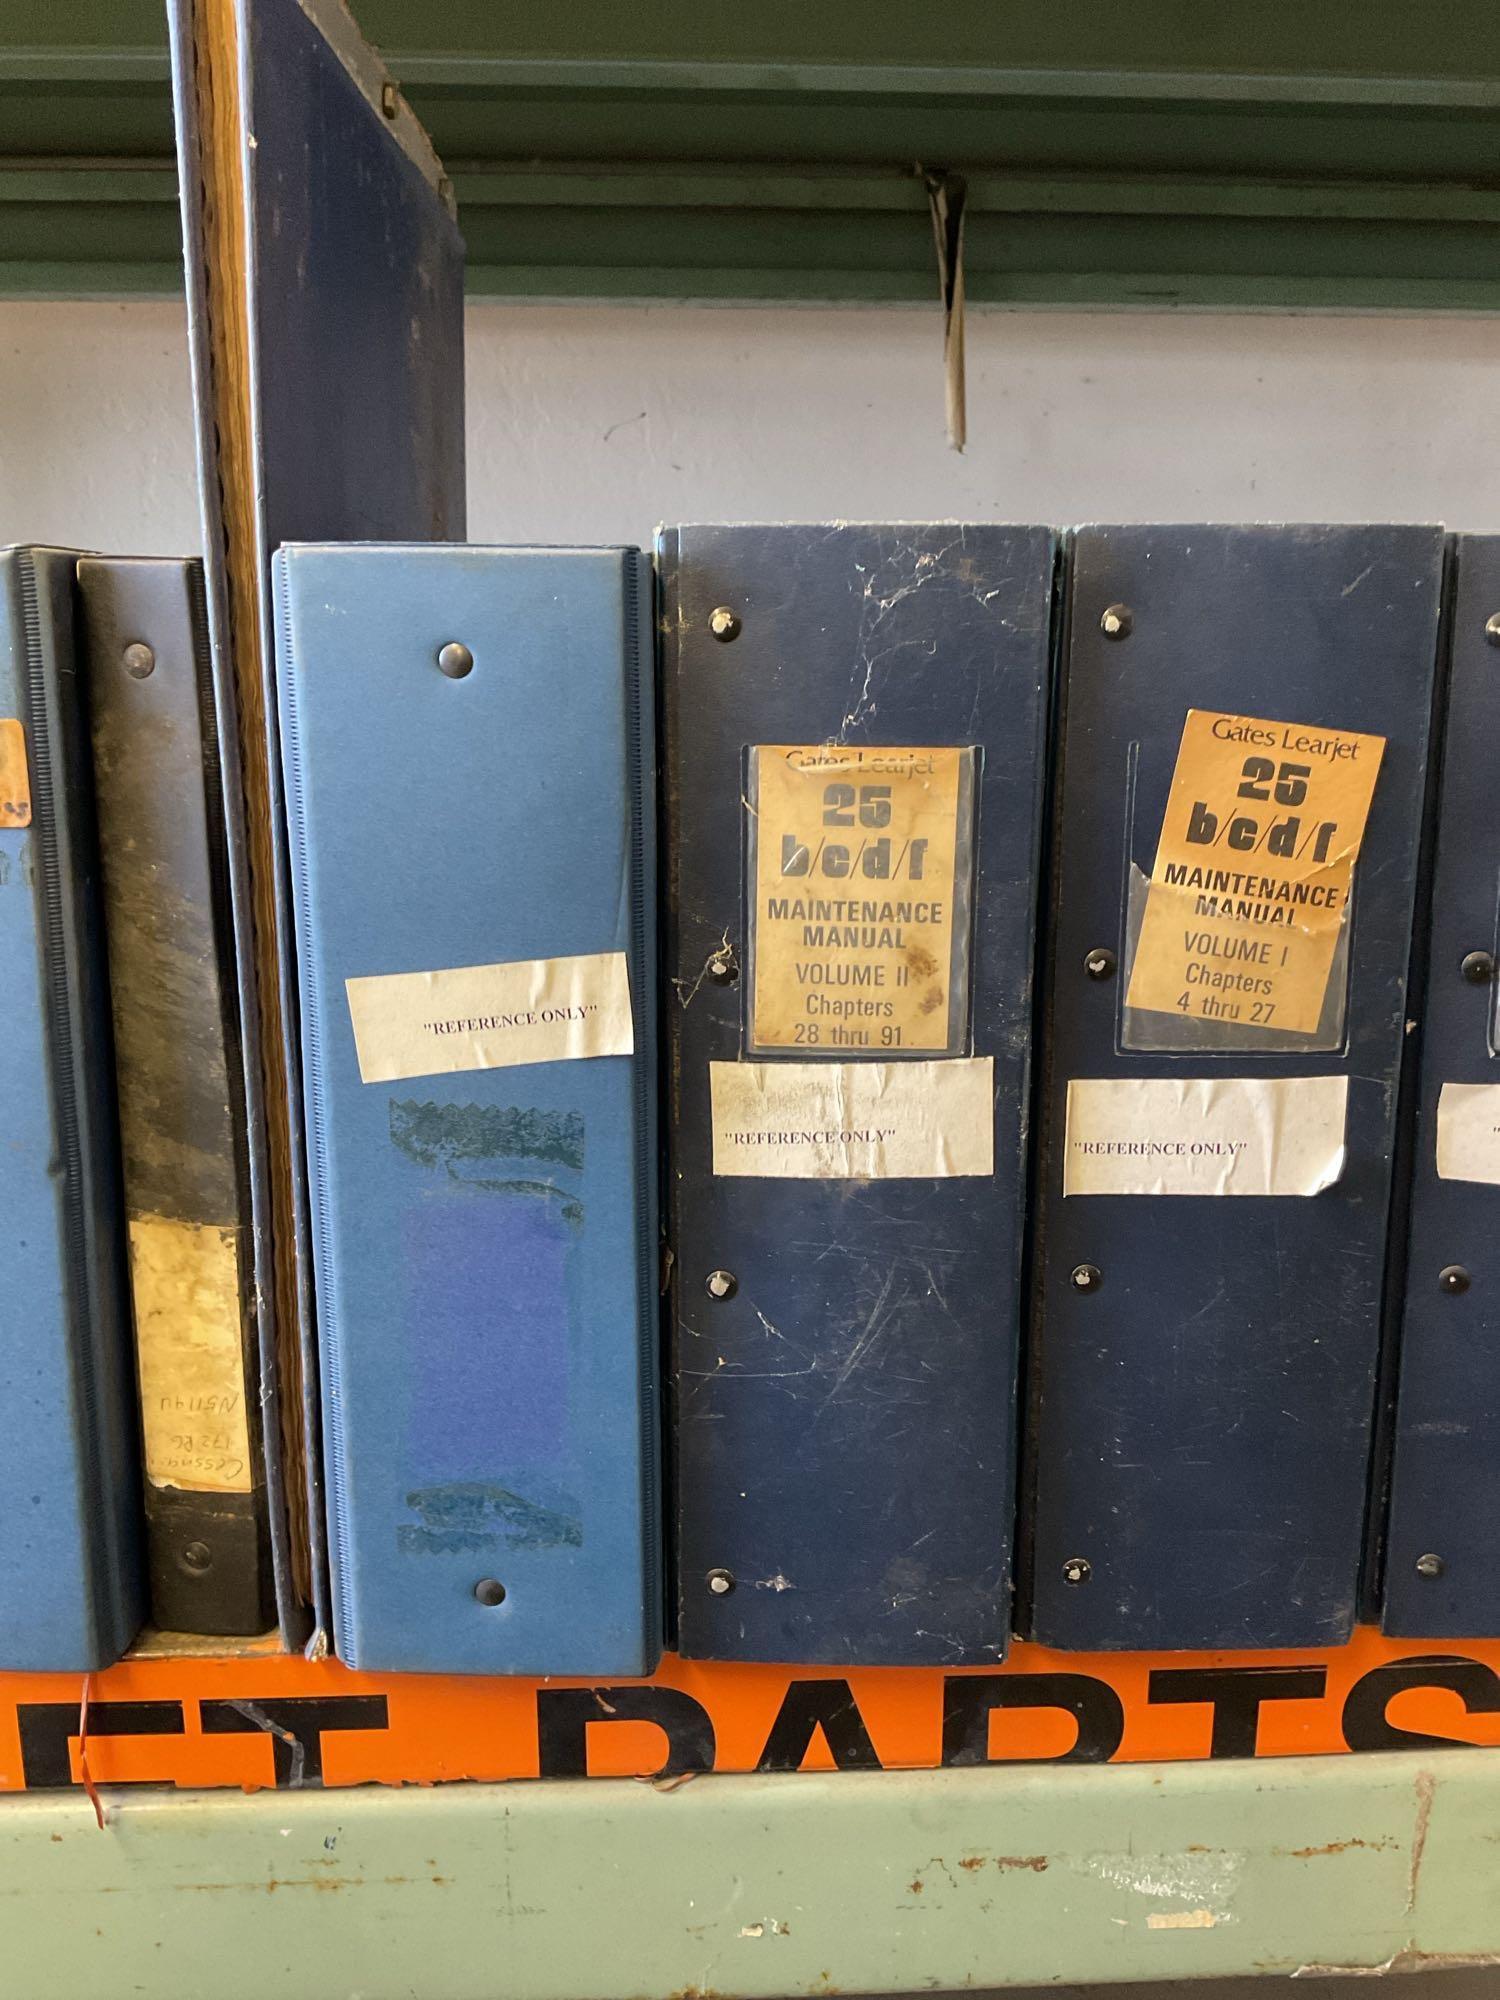 Cessna
172 RG
N5114U
"REFERENCE ONLY"
Gates Learjet
25
b/c/d/f
MAINTENANCE
MANUAL
VOLUME II
Chapters
28 thru 91
"REFERENCE ONLY"
Gates Learjet
25
b/c/d/f
MAINTENANCE
MANUAL
VOLUME I
Chapters
4 thru 27
"REFERENCE ONLY"
ET PARTS